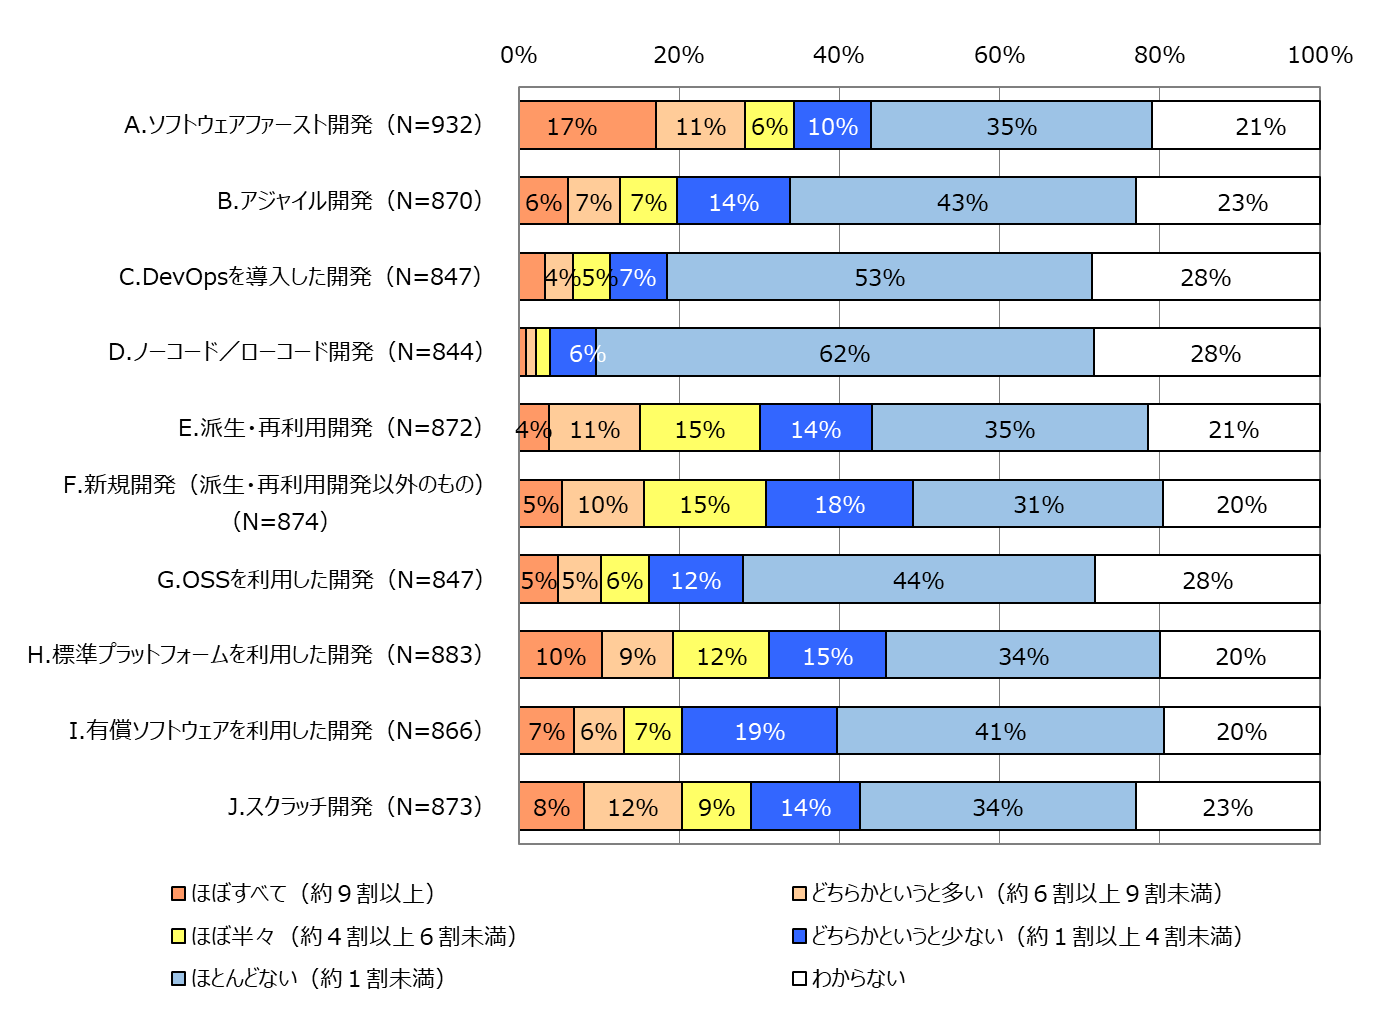 0% 20% 40% 60% 80% 100%
A.ソフトウェアファースト開発（N=932） 17% 11% 6% 10% 35% 21%
B.アジャイル開発（N=870） 6% 7% 7% 14% 43% 23%
C.DevOpsを導入した開発（N=847） 4% 5% 7% 53% 28%
D.ノーコード／ローコード開発（N=844） 6% 62% 28%
E.派生・再利用開発（N=872） 4% 11% 15% 14% 35% 21%
F.新規開発（派生・再利用開発以外のもの）
（N=874） 5% 10% 15% 18% 31% 20%
G.OSSを利用した開発（N=847） 5% 5% 6% 12% 44% 28%
H.標準プラットフォームを利用した開発（N=883） 10% 9% 12% 15% 34% 20%
I.有償ソフトウェアを利用した開発（N=866） 7% 6% 7% 19% 41% 20%
J.スクラッチ開発（N=873） 8% 12% 9% 14% 34% 23%
ほぼすべて（約９割以上） どちらかというと多い（約６割以上９割未満）
ほぼ半々（約４割以上６割未満） どちらかというと少ない（約１割以上４割未満）
ほとんどない（約１割未満） わからない